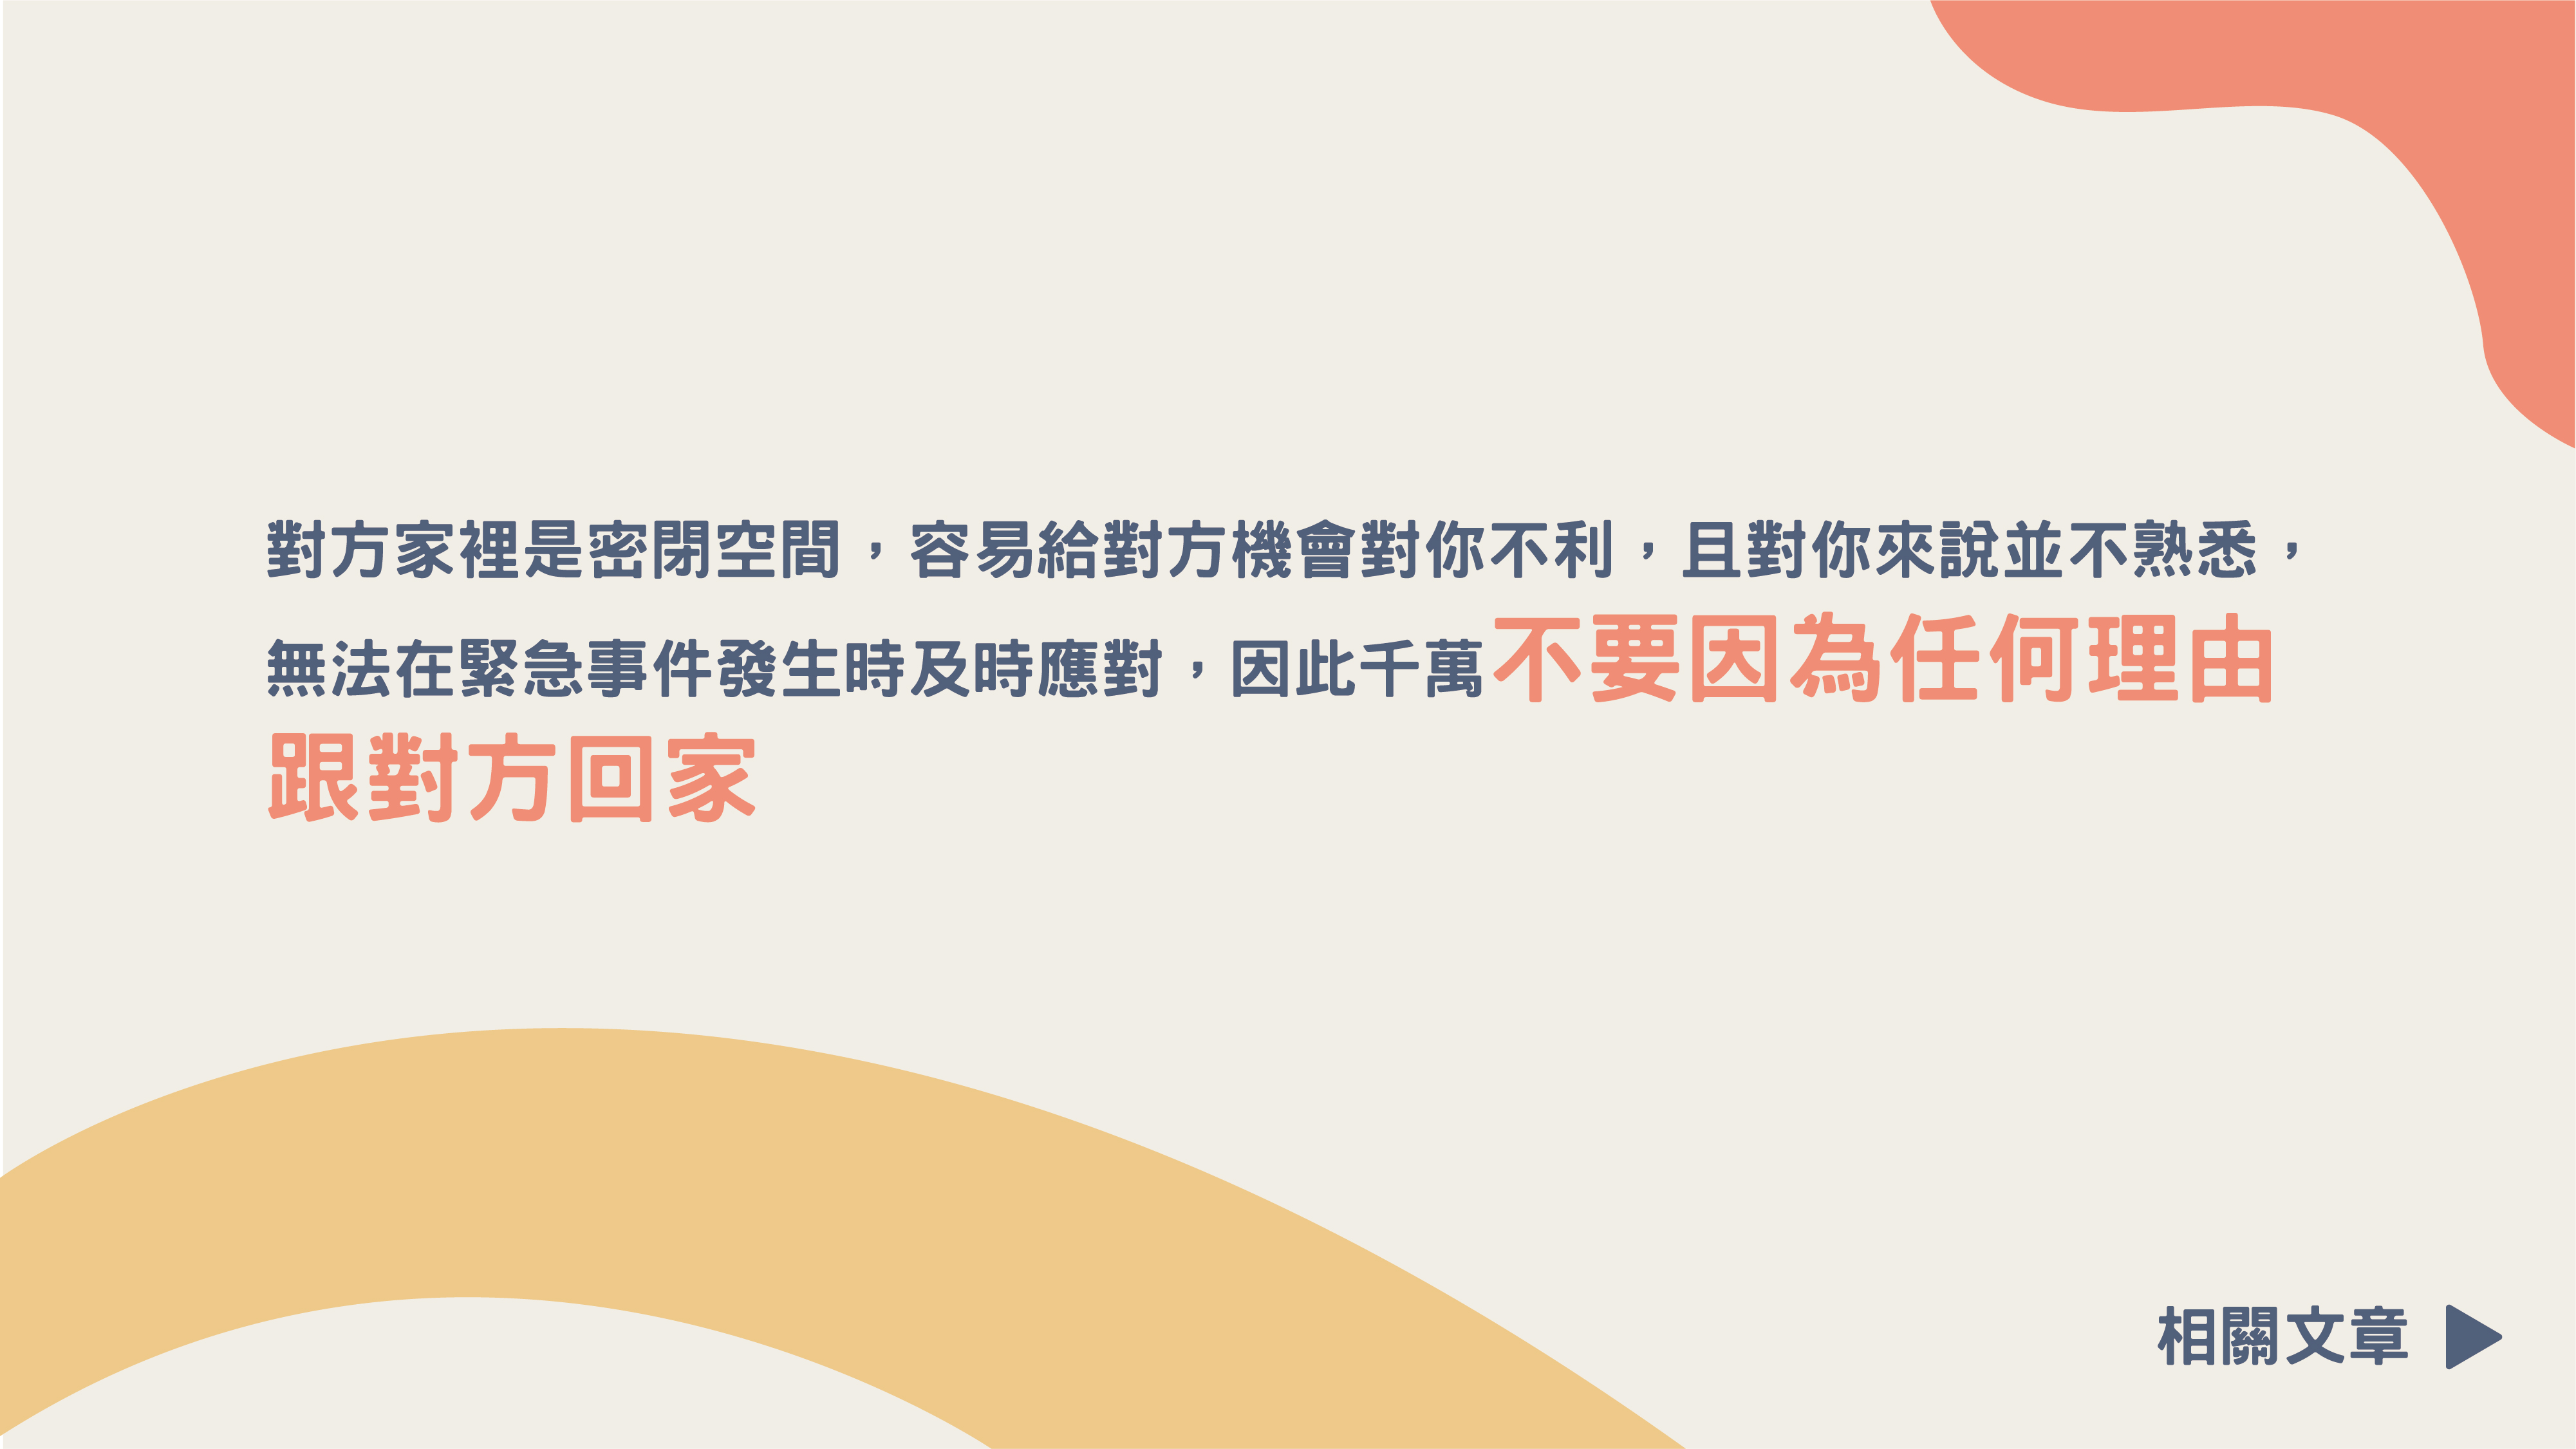 對方家裡是密閉空間，容易給對方機會對你不利，且對你來說並不熟悉，
無法在緊急事件發生時及時應對，因此千萬不要因為任何理由
跟對方回家
相關文章